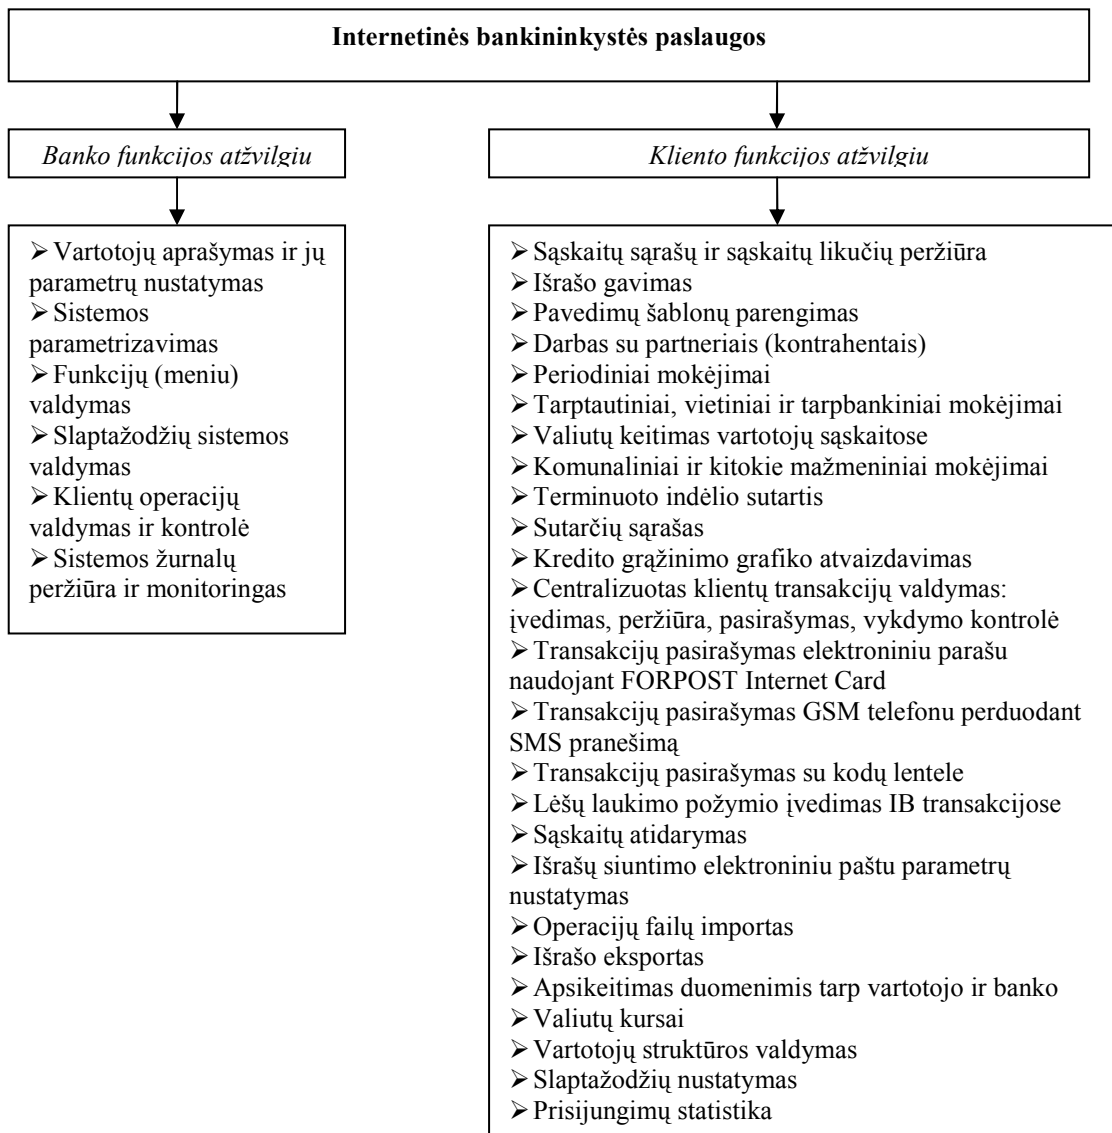 Internetinės bankininkystės paslaugos
Banko funkcijos atžvilgiu
Kliento funkcijos atžvilgiu
➢ Vartotojų aprašymas ir jų
parametrų nustatymas
➢ Sistemos
parametrizavimas
➢ Funkcijų (meniu)
valdymas
➢ Slaptažodžių sistemos
valdymas
➢ Klientų operacijų
valdymas ir kontrolė
➢ Sistemos žurnalų
peržiūra ir monitoringas
➢ Sąskaitų sąrašų ir sąskaitų likučių peržiūra
➢ Išrašo gavimas
➢ Pavedimų šablonų parengimas
➢ Darbas su partneriais (kontrahentais)
➢ Periodiniai mokėjimai
➢ Tarptautiniai, vietiniai ir tarpbankiniai mokėjimai
➢ Valiutų keitimas vartotojų sąskaitose
➢ Komunaliniai ir kitokie mažmeniniai mokėjimai
➢ Terminuoto indėlio sutartis
➢ Sutarčių sąrašas
➢ Kredito grąžinimo grafiko atvaizdavimas
➢ Centralizuotas klientų transakcijų valdymas:
įvedimas, peržiūra, pasirašymas, vykdymo kontrolė
➢ Transakcijų pasirašymas elektroniniu parašu
naudojant FORPOST Internet Card
➢ Transakcijų pasirašymas GSM telefonu perduodant
SMS pranešimą
➢ Transakcijų pasirašymas su kodų lentele
➢ Lėšų laukimo požymio įvedimas IB transakcijose
➢ Sąskaitų atidarymas
➢ Išrašų siuntimo elektroniniu paštu parametrų
nustatymas
➢ Operacijų failų importas
➢ Išrašo eksportas
➢ Apsikeitimas duomenimis tarp vartotojo ir banko
➢ Valiutų kursai
➢ Vartotojų struktūros valdymas
➢ Slaptažodžių nustatymas
➢ Prisijungimų statistika